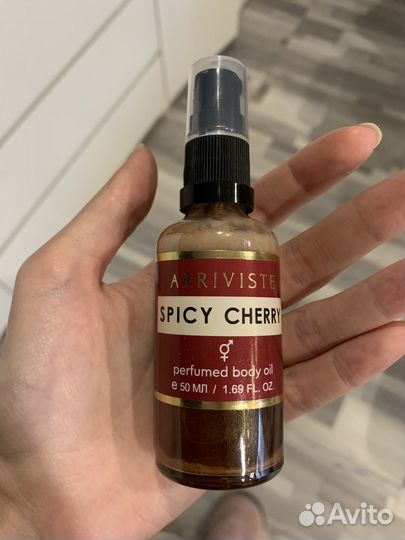 ARRIVISTE
SPICY CHERRY
perfumed body oil
e 50 МЛ / 1.69 FL. OZ.
Avito